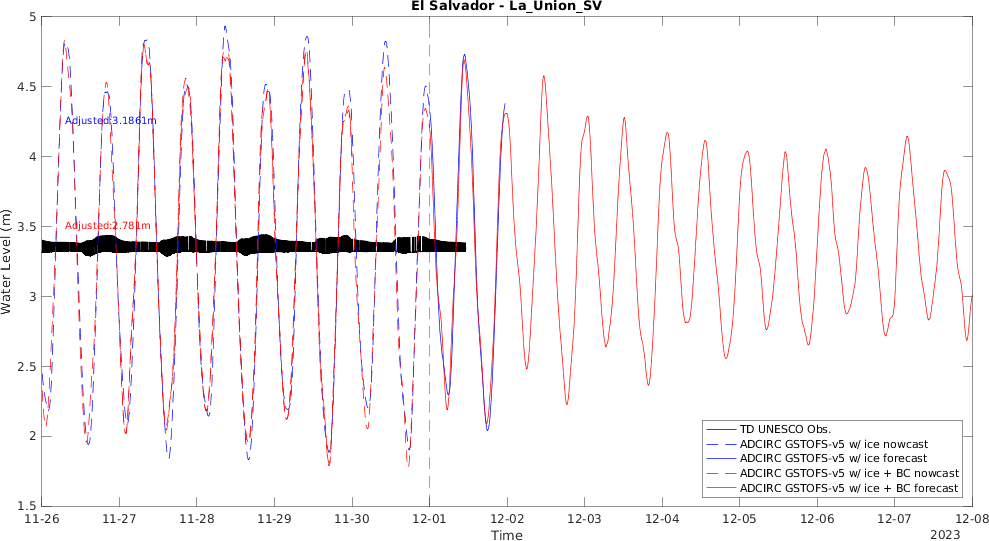 El Salvador - La_Union_SV
5
4.5
4
3.5
3
2.5
2
1.5
Water Level (m)
Adjusted:3.1861m
Adjusted:2.781m
TD UNESCO Obs.
ADCIRC GSTOFS-v5 w/ ice nowcast
ADCIRC GSTOFS-v5 w/ ice forecast
ADCIRC GSTOFS-v5 w/ ice + BC nowcast
ADCIRC GSTOFS-v5 w/ ice + BC forecast
11-26 11-27 11-28 11-29 11-30 12-01 12-02 12-03 12-04 12-05 12-06 12-07 12-08
Time
2023